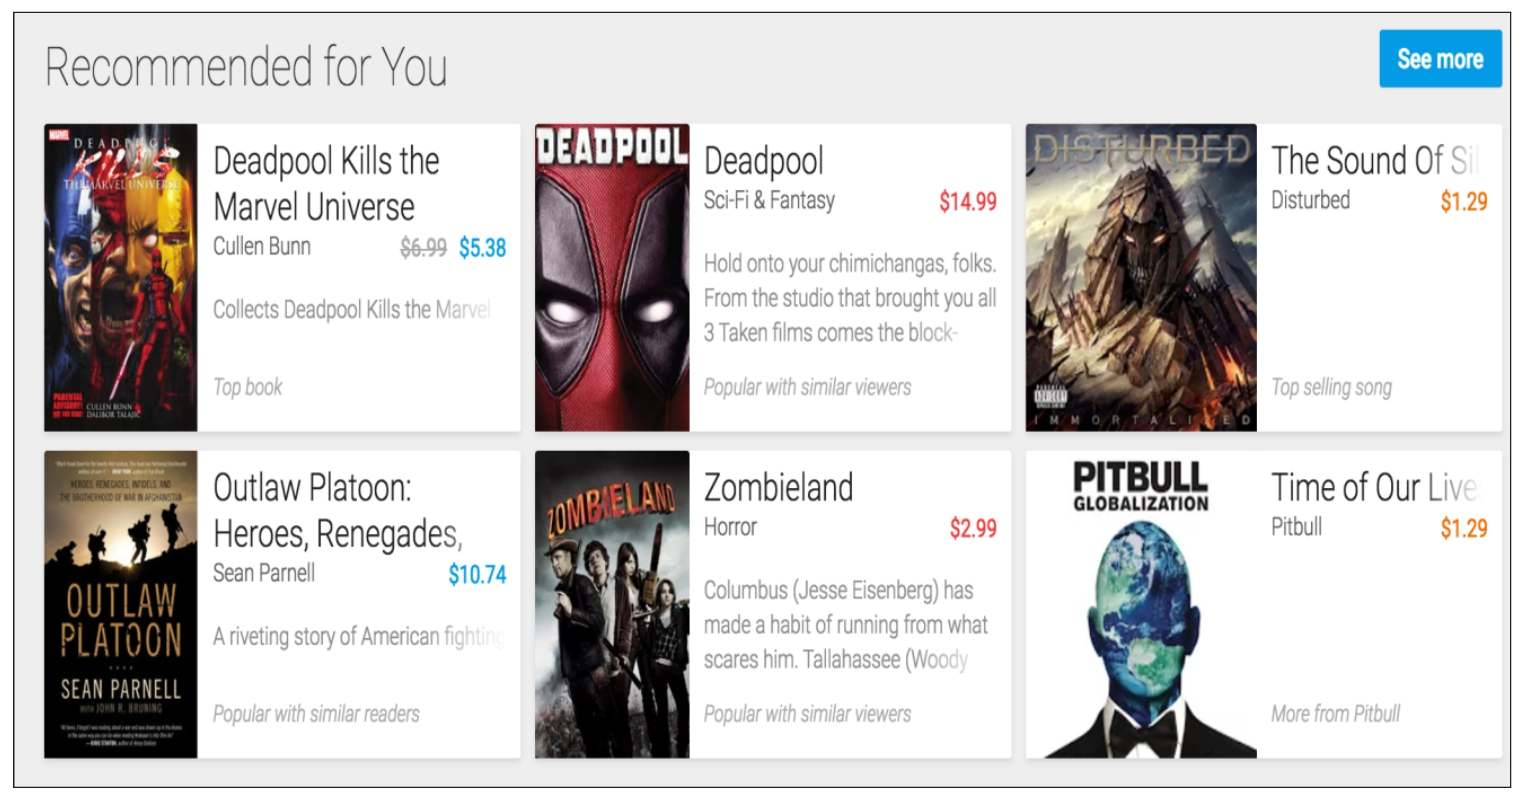 Recommended for You
See more
MARVEL
DEADPOOL
KILLS
THE MARVEL UNIVERSE
PARENTAL
ADVISORY!
CULLEN BUNN
DALIBOR TALAJIC
Deadpool Kills the
Marvel Universe
Cullen Bunn
$6.99 $5.38
Collects Deadpool Kills the Marvel
Top book
DEADPOOL
Deadpool
Sci-Fi & Fantasy
$14.99
Hold onto your chimichangas, folks.
From the studio that brought you all
3 Taken films comes the block-
Popular with similar viewers
DISTURBED
PARENTAL
ADVISORY
IMMORTALIZED
The Sound Of Sil
Disturbed
$1.29
Top selling song
HEROES, RENEGADES, INFIDELS, AND
THE BROTHERHOOD OF WAR IN AFGHANISTAN
OUTLAW
PLATOON
SEAN PARNELL
WITH JOHN R. BRUNING
Outlaw Platoon:
Heroes, Renegades,
Sean Parnell
$10.74
A riveting story of American fighting
Popular with similar readers
ZOMBIELAND
Zombieland
Horror
$2.99
Columbus (Jesse Eisenberg) has
made a habit of running from what
scares him. Tallahassee (Woody
Popular with similar viewers
PITBULL
GLOBALIZATION
Time of Our Live
Pitbull
$1.29
More from Pitbull